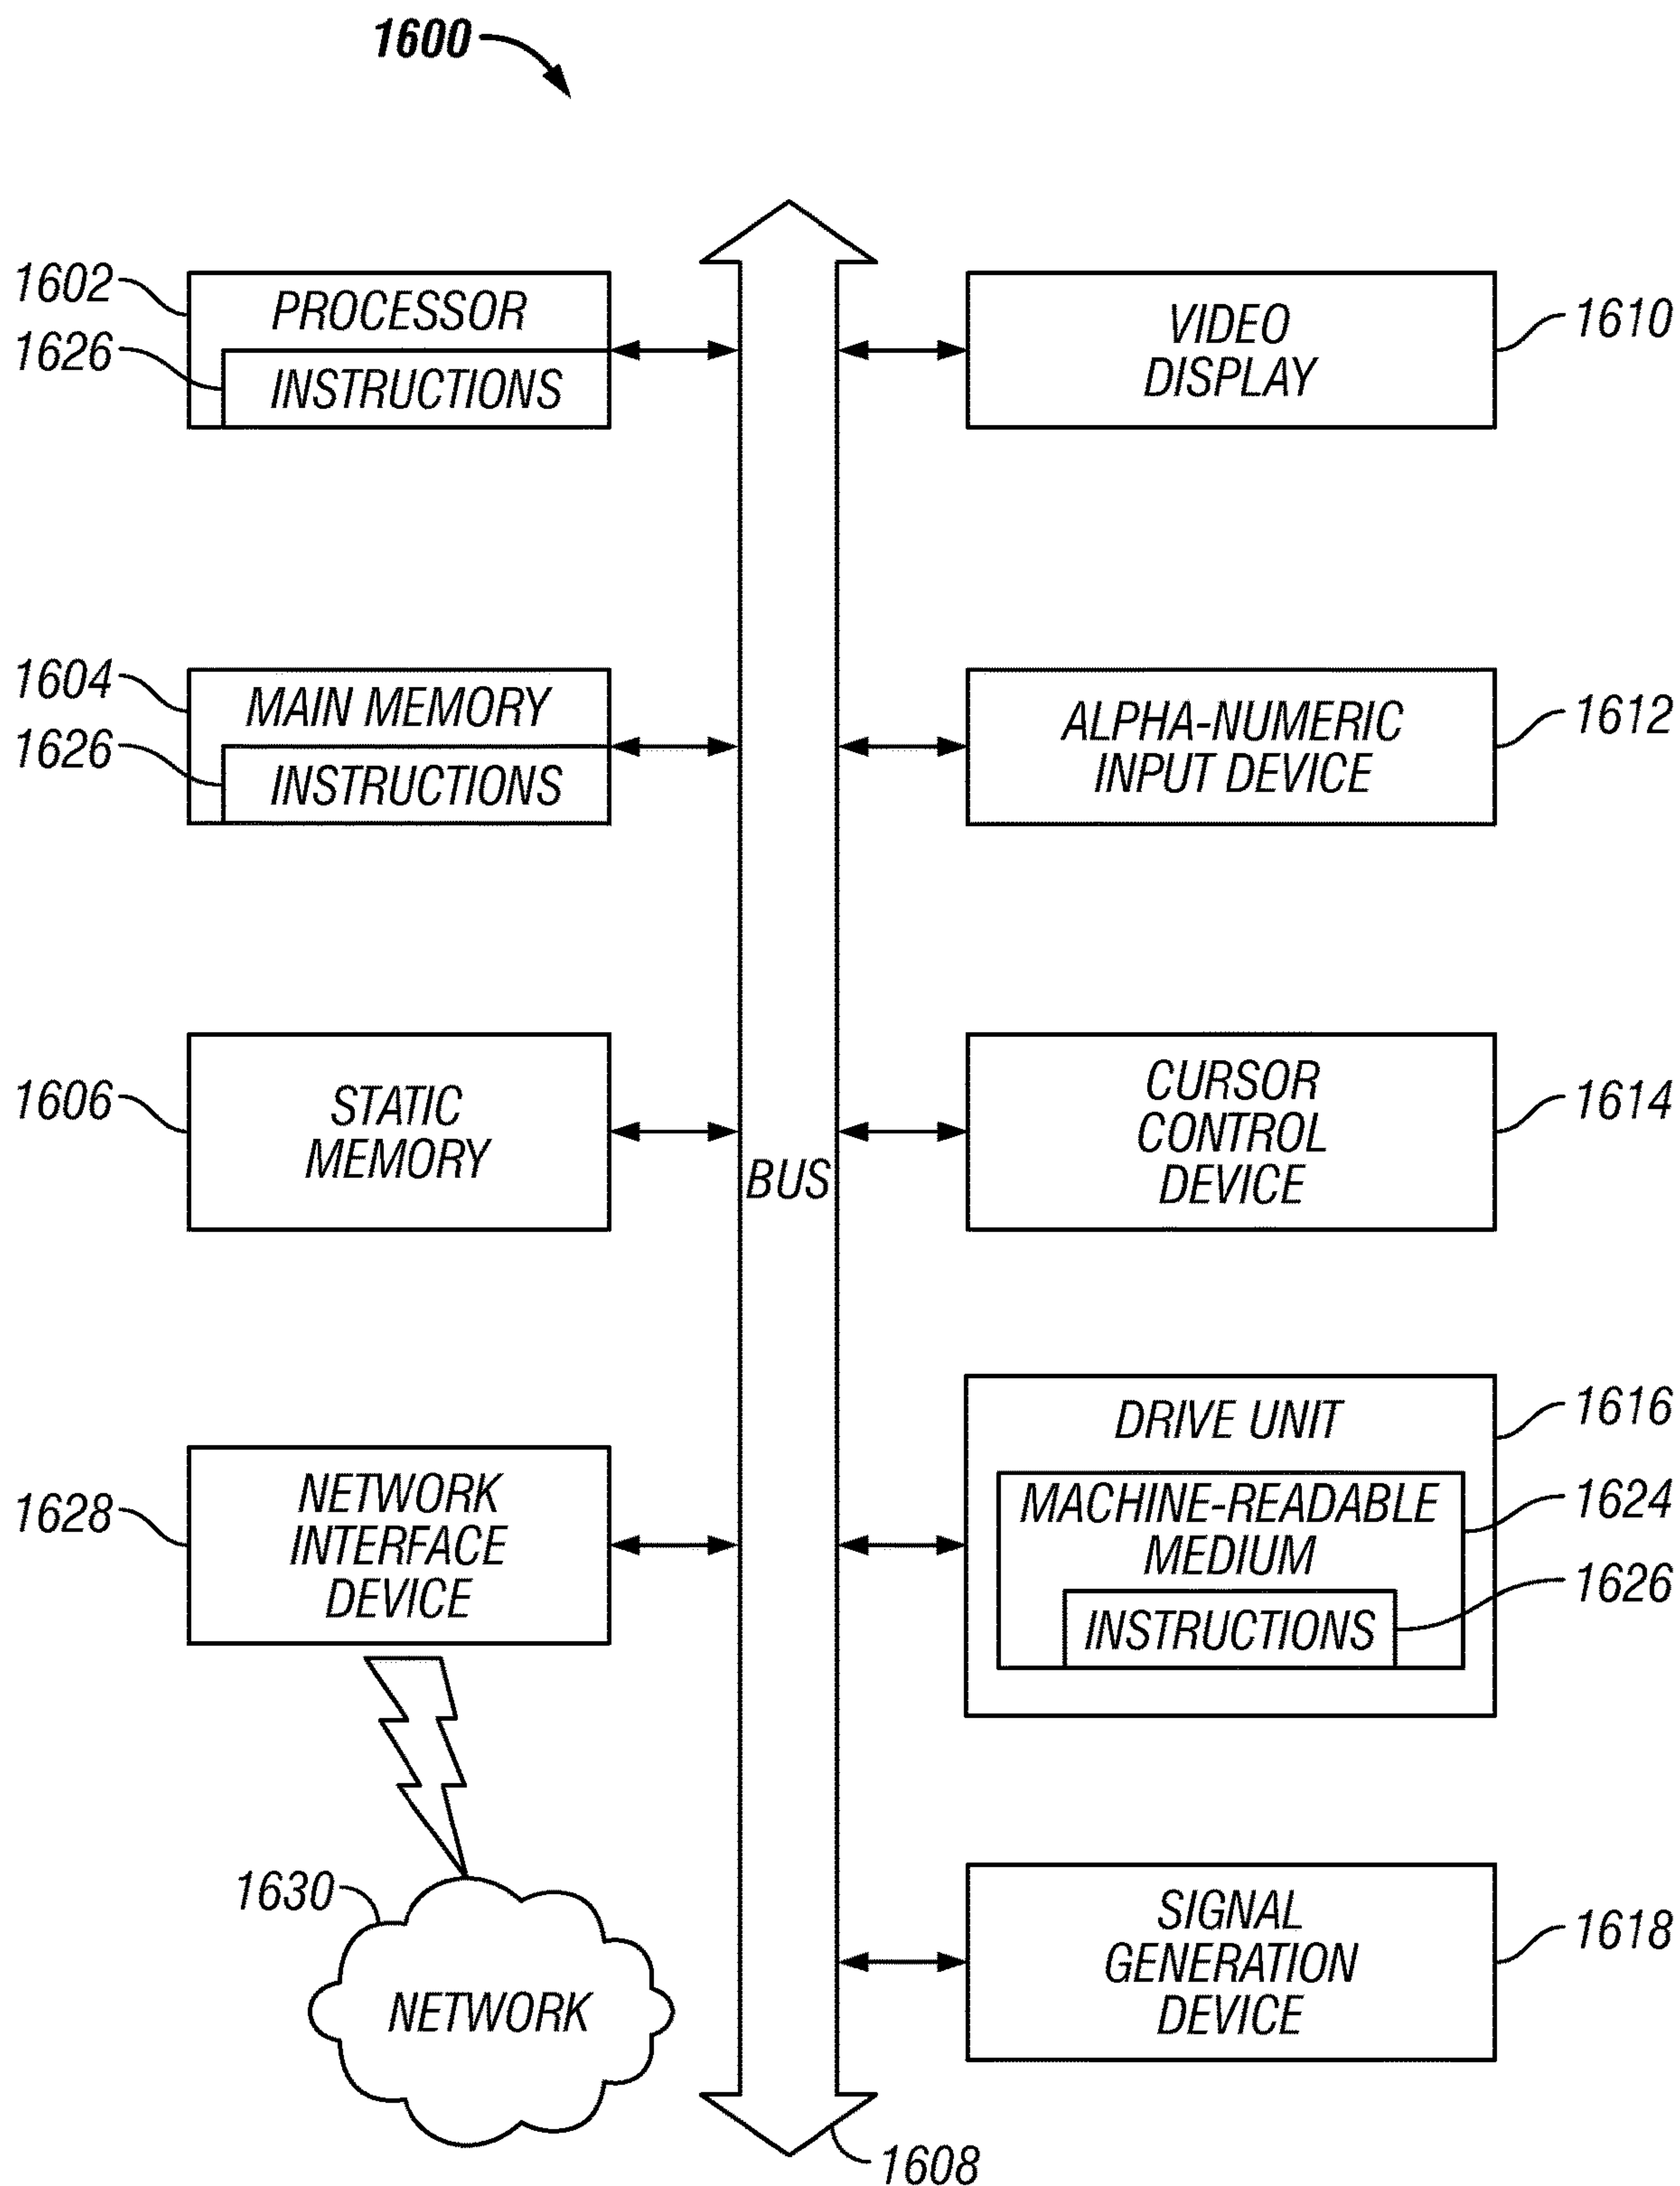 1600
1602
PROCESSOR
1626
INSTRUCTIONS
VIDEO
DISPLAY
1610
1604
MAIN MEMORY
1626
INSTRUCTIONS
ALPHA-NUMERIC
INPUT DEVICE
1612
1606
STATIC
MEMORY
BUS
CURSOR
CONTROL
DEVICE
1614
1628
NETWORK
INTERFACE
DEVICE
DRIVE UNIT
1616
MACHINE-READABLE
MEDIUM
1624
INSTRUCTIONS
1626
1630
NETWORK
SIGNAL
GENERATION
DEVICE
1618
1608